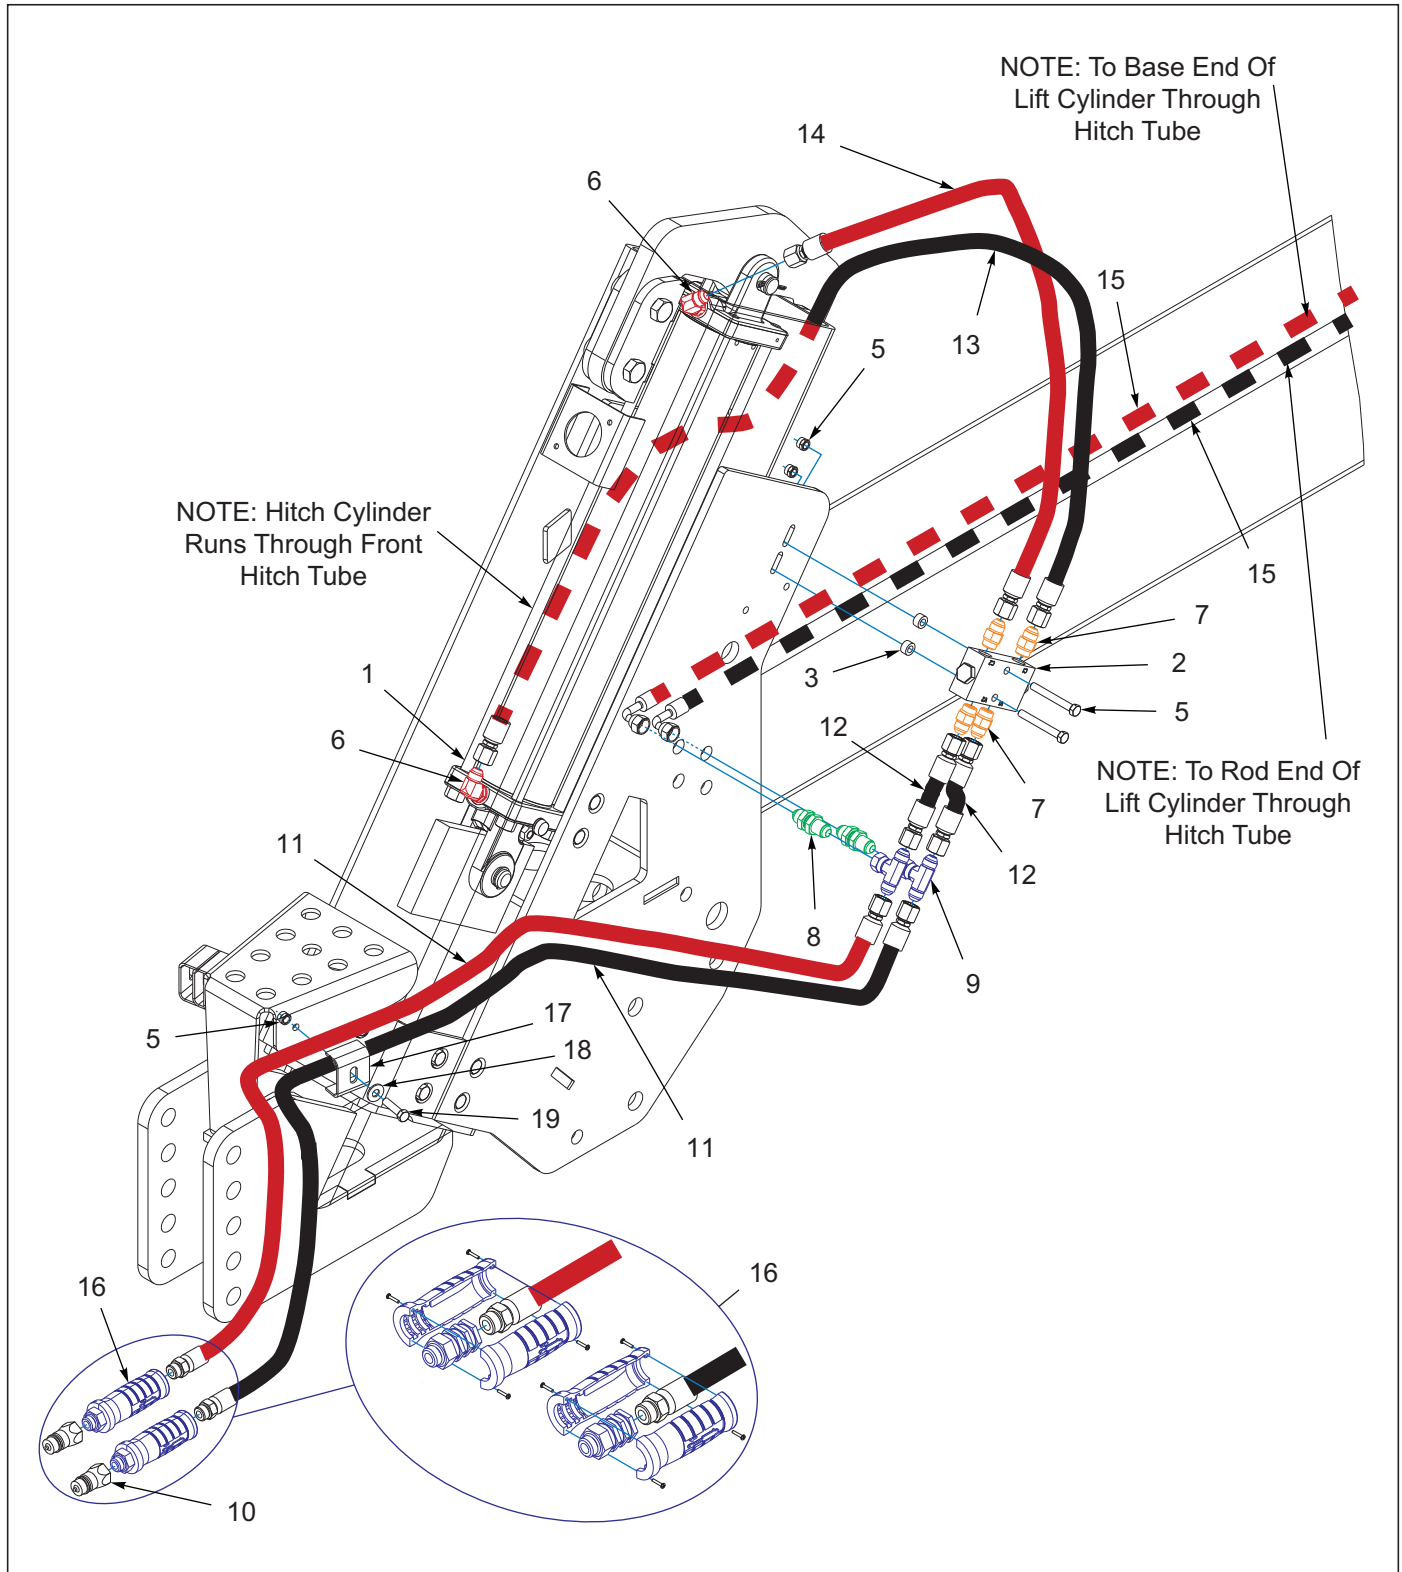 NOTE: To Base End Of
Lift Cylinder Through
Hitch Tube
14
6
15
5
13
NOTE: Hitch Cylinder
Runs Through Front
Hitch Tube
15
7
2
3
1
5
6
12
7
NOTE: To Rod End Of
Lift Cylinder Through
Hitch Tube
11
12
8
9
5
17
18
19
11
16
16
10